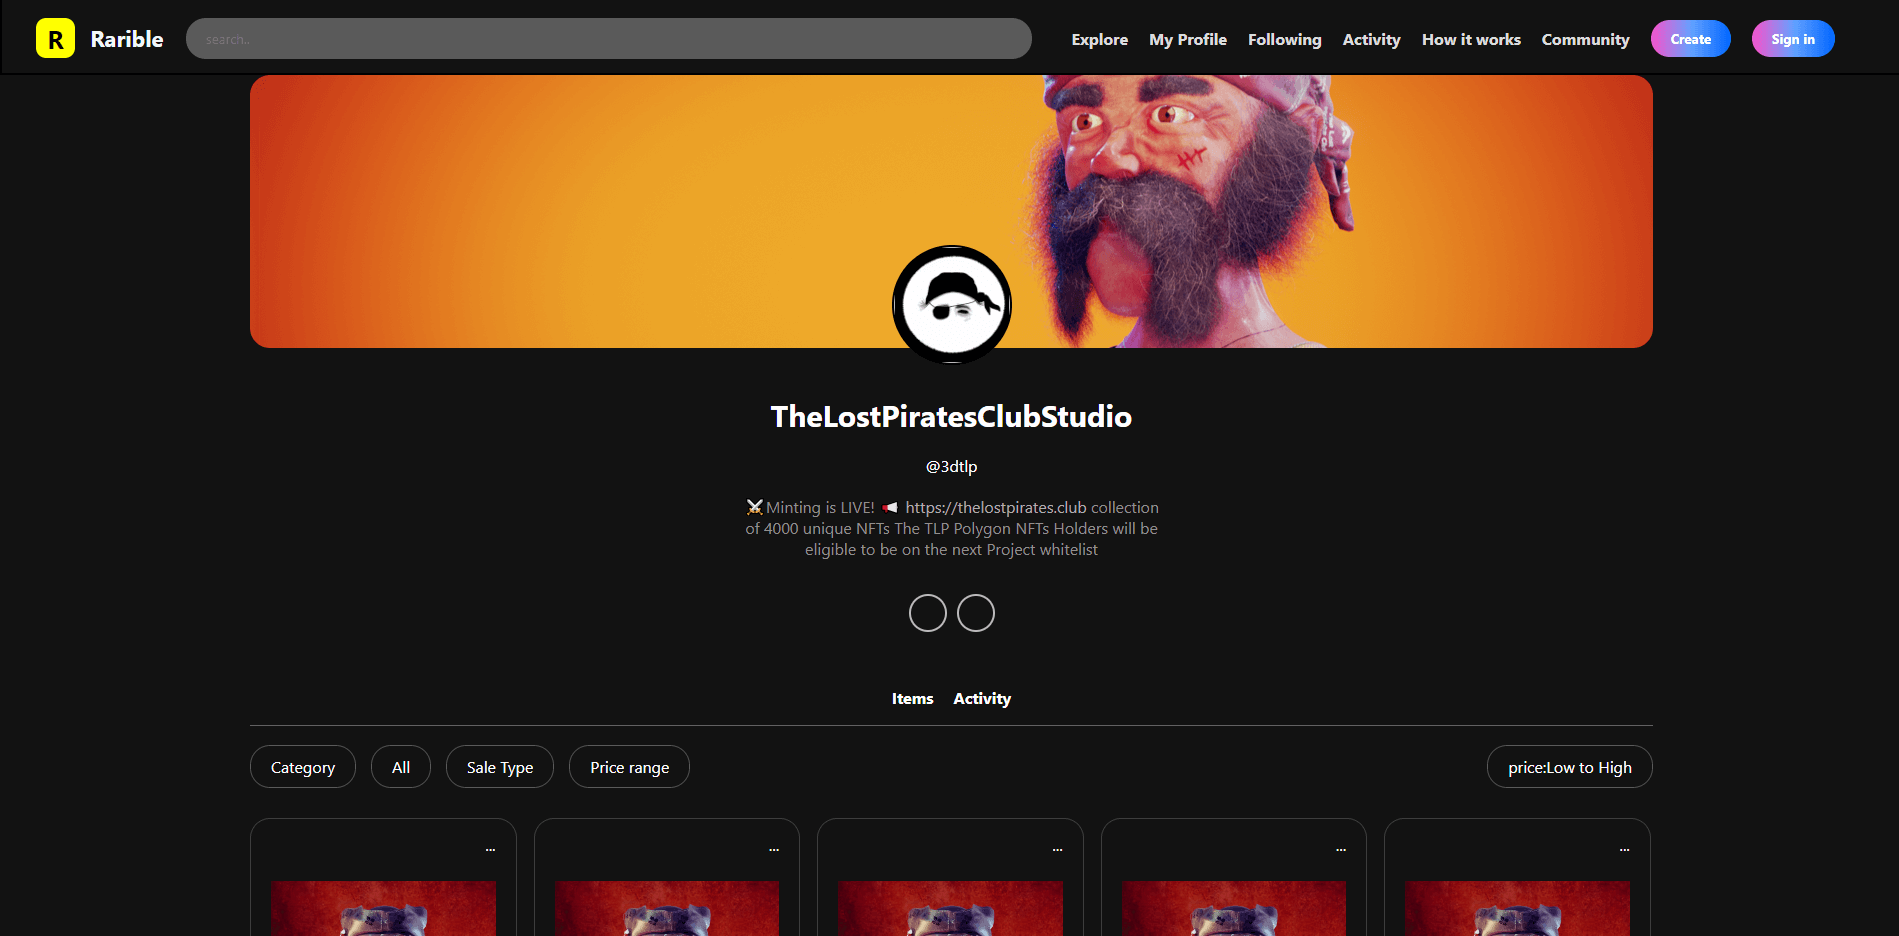 R Rarible search.. Explore My Profile Following Activity How it works Community Create Sign in
TheLostPiratesClubStudio
@3dtlp
⚔️Minting is LIVE! 📢 https://thelostpirates.club collection
of 4000 unique NFTs The TLP Polygon NFTs Holders will be
eligible to be on the next Project whitelist
Items Activity
Category All Sale Type Price range price:Low to High
... ... ... ... ...